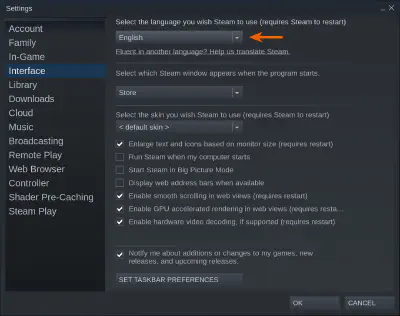 Settings
Account
Family
In-Game
Interface
Library
Downloads
Cloud
Music
Broadcasting
Remote Play
Web Browser
Controller
Shader Pre-Caching
Steam Play
Select the language you wish Steam to use (requires Steam to restart)
English
Fluent in another language? Help us translate Steam.
Select which Steam window appears when the program starts.
Store
Select the skin you wish Steam to use (requires Steam to restart)
< default skin >
Enlarge text and icons based on monitor size (requires restart)
Run Steam when my computer starts
Start Steam in Big Picture Mode
Display web address bars when available
Enable smooth scrolling in web views (requires restart)
Enable GPU accelerated rendering in web views (requires resta...
Enable hardware video decoding, if supported (requires restart)
Notify me about additions or changes to my games, new
releases, and upcoming releases.
SET TASKBAR PREFERENCES
OK
CANCEL